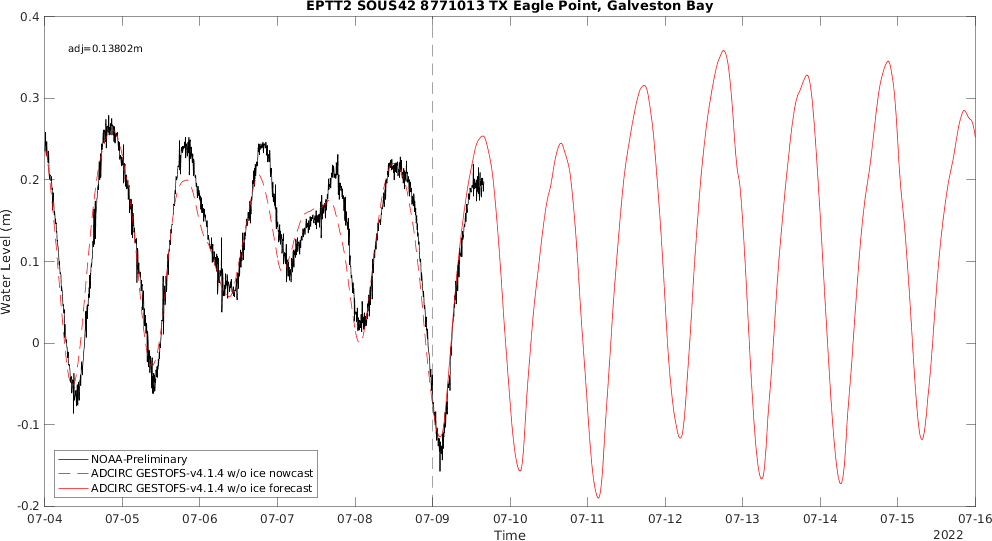 EPTT2 SOUS42 8771013 TX Eagle Point, Galveston Bay
adj=0.13802m
0.4
0.3
0.2
0.1
0
-0.1
-0.2
Water Level (m)
NOAA-Preliminary
ADCIRC GESTOFS-v4.1.4 w/o ice nowcast
ADCIRC GESTOFS-v4.1.4 w/o ice forecast
07-04 07-05 07-06 07-07 07-08 07-09 07-10 07-11 07-12 07-13 07-14 07-15 07-16
Time
2022